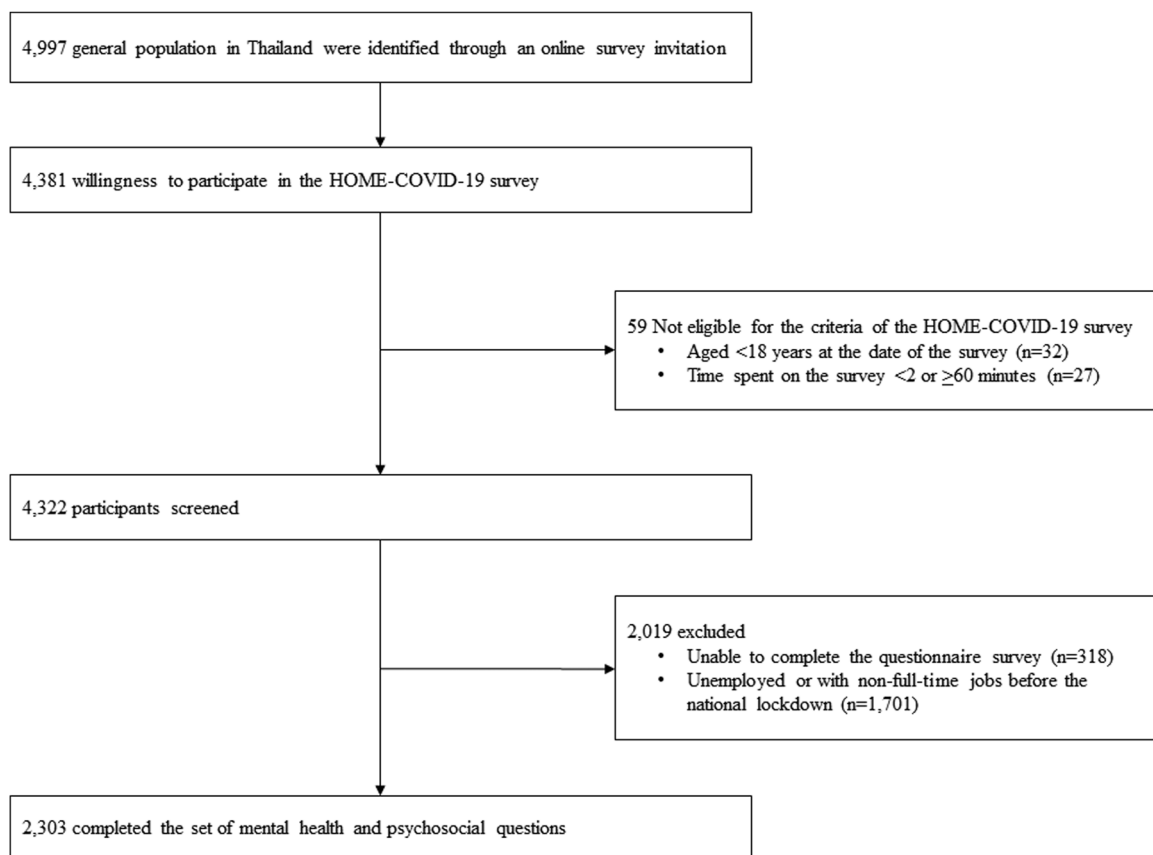 4,997 general population in Thailand were identified through an online survey invitation
4,381 willingness to participate in the HOME-COVID-19 survey
59 Not eligible for the criteria of the HOME-COVID-19 survey
• Aged <18 years at the date of the survey (n=32)
• Time spent on the survey <2 or ≥60 minutes (n=27)
4,322 participants screened
2,019 excluded
• Unable to complete the questionnaire survey (n=318)
• Unemployed or with non-full-time jobs before the
national lockdown (n=1,701)
2,303 completed the set of mental health and psychosocial questions